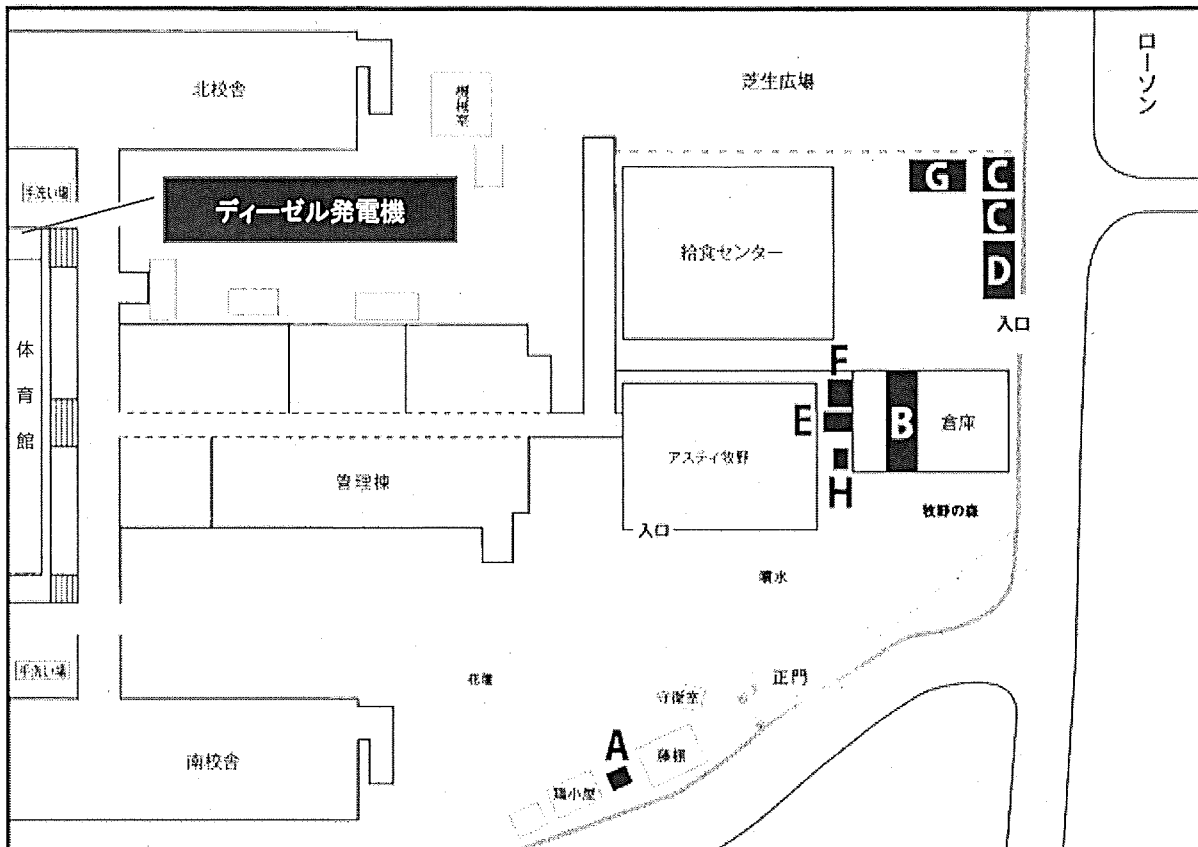 北校舎
機械室
芝生広場
ローソン
手洗い場
ディーゼル発電機
G
C
C
給食センター
D
入口
体育館
F
E
B
倉庫
アスティ牧野
管理棟
H
牧野の森
入口
噴水
手洗い場
花壇
守衛室
正門
南校舎
A
藤棚
鶏小屋